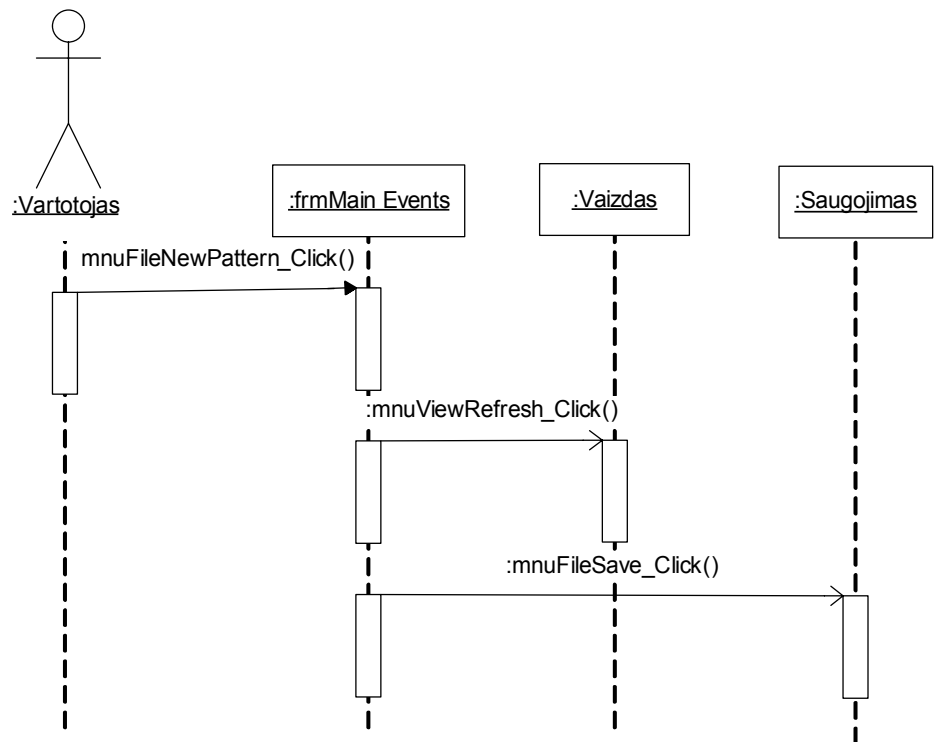 :Vartotojas
:frmMain Events
:Vaizdas
:Saugojimas
mnuFileNewPattern_Click()
:mnuViewRefresh_Click()
:mnuFileSave_Click()